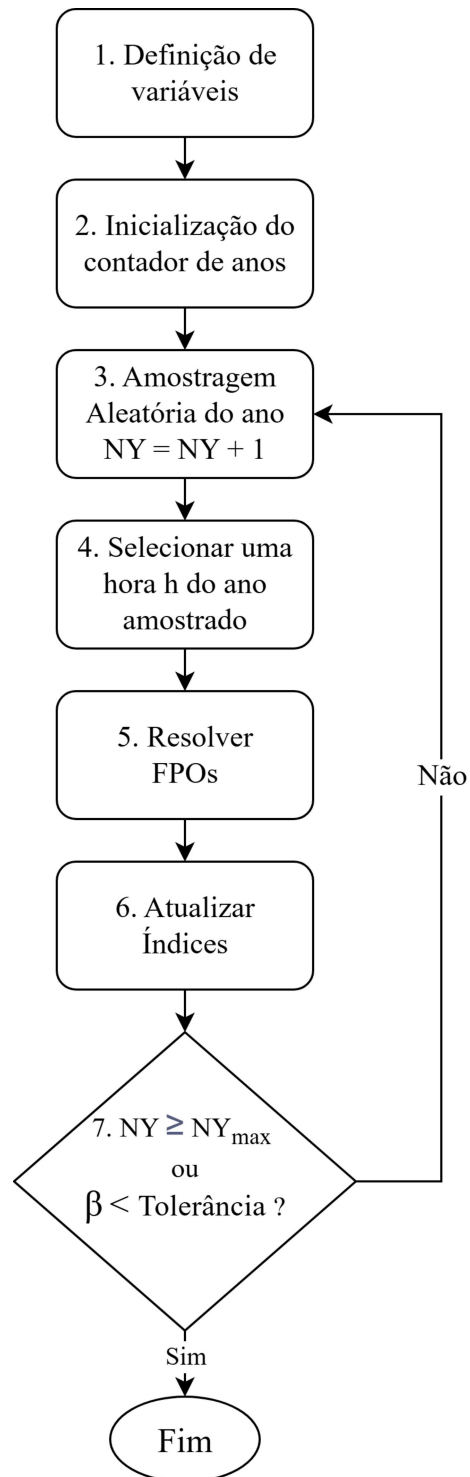 1. Definição de
variáveis
2. Inicialização do
contador de anos
3. Amostragem
Aleatória do ano
NY = NY + 1
4. Selecionar uma
hora h do ano
amostrado
5. Resolver
FPOs
6. Atualizar
Índices
7. NY ≥ NYmax
ou
β < Tolerância ?
Não
Sim
Fim